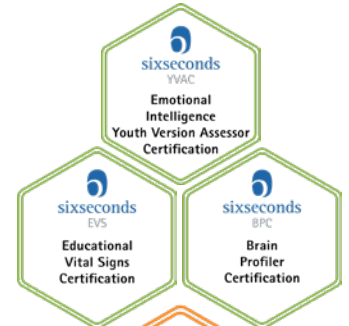 sixseconds
YVAC
Emotional
Intelligence
Youth Version Assessor
Certification
sixseconds
EVS
Educational
Vital Signs
Certification
sixseconds
BPC
Brain
Profiler
Certification